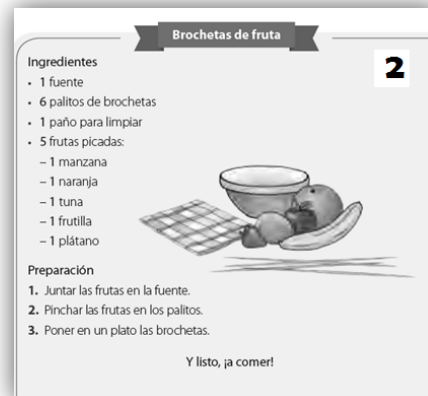 Brochetas de fruta
2
Ingredientes
• 1 fuente
• 6 palitos de brochetas
• 1 paño para limpiar
• 5 frutas picadas:
– 1 manzana
– 1 naranja
– 1 tuna
– 1 frutilla
– 1 plátano
Preparación
1. Juntar las frutas en la fuente.
2. Pinchar las frutas en los palitos.
3. Poner en un plato las brochetas.
Y listo, ¡a comer!